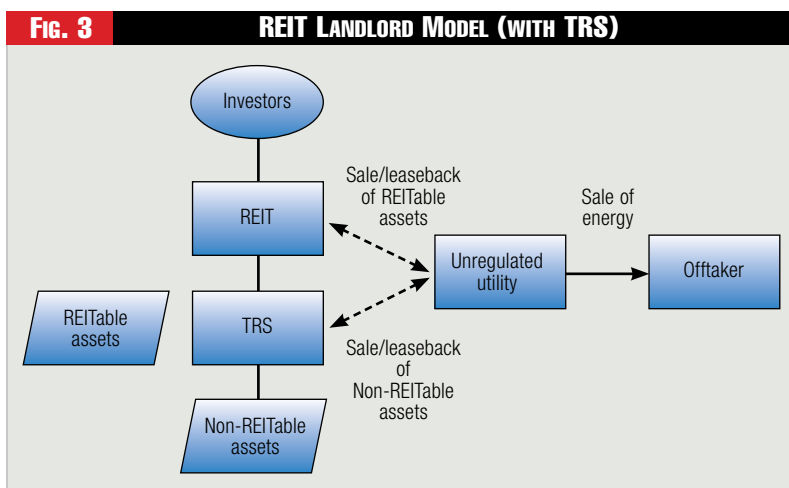 FIG. 3
REIT LANDLORD MODEL (WITH TRS)
Investors
REIT
Sale/leaseback
of REITable
assets
Sale of
energy
Unregulated
utility
Offtaker
REITable
assets
TRS
Sale/leaseback
of
Non-REITable
assets
Non-REITable
assets